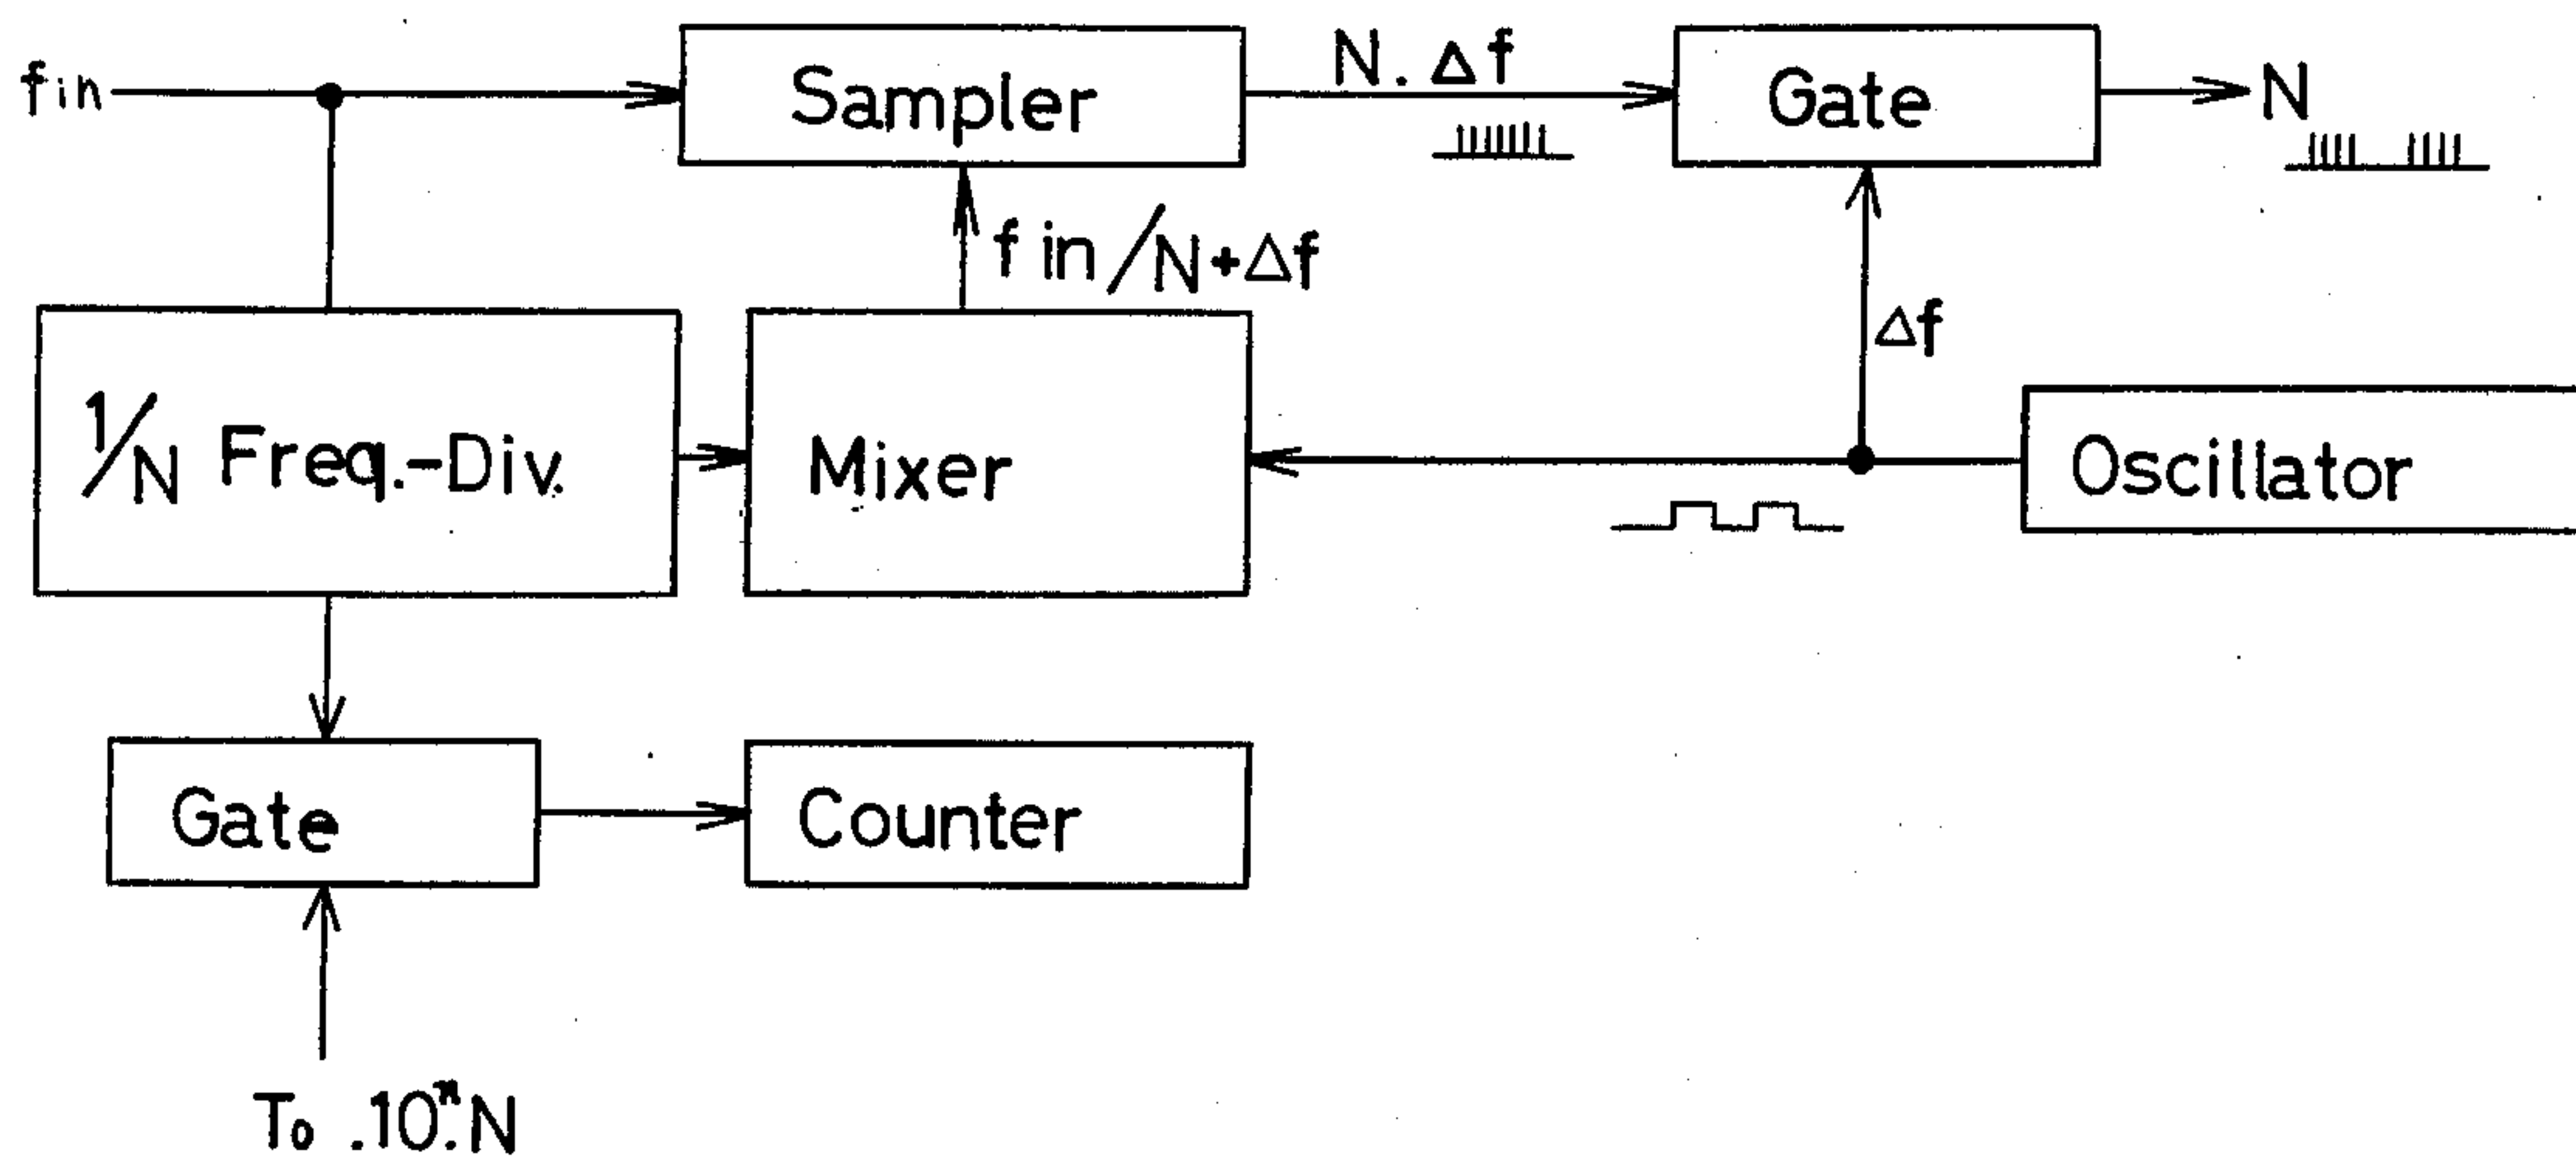 fin
Sampler
N. Δf
Gate
N
fin/N+Δf
Δf
1/N Freq.-Div.
Mixer
Oscillator
Gate
Counter
To .10ⁿ.N